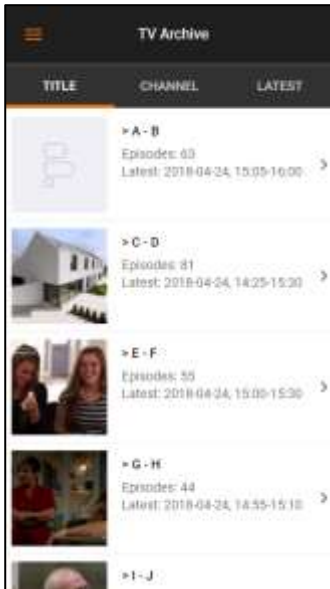 TV Archive
TITLE CHANNEL LATEST
> A - B
Episodes: 63
Latest: 2018-04-24, 15:05-16:00
> C - D
Episodes: 81
Latest: 2018-04-24, 14:25-15:30
> E - F
Episodes: 55
Latest: 2018-04-24, 15:00-15:30
> G - H
Episodes: 44
Latest: 2018-04-24, 14:55-15:10
> I - J